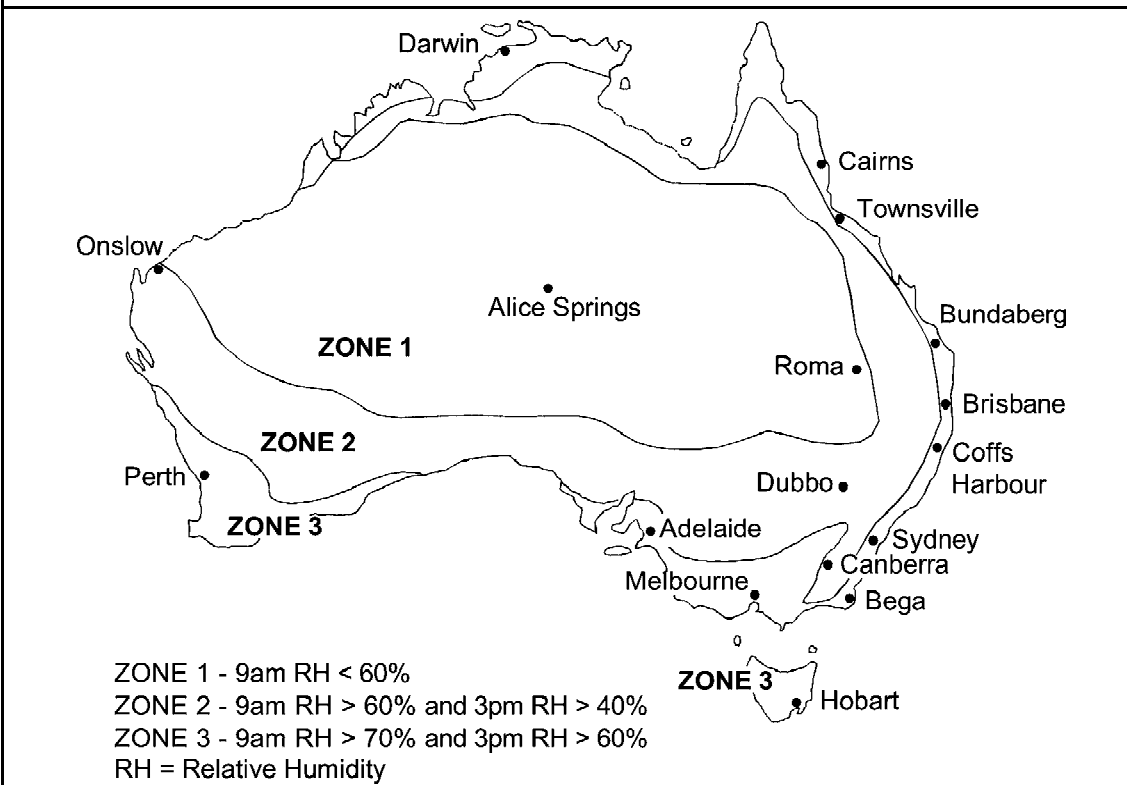 Darwin
Cairns
Townsville
Onslow
Alice Springs
Bundaberg
ZONE 1
Roma
Brisbane
ZONE 2
Coffs
Harbour
Perth
Dubbo
ZONE 3
Adelaide
Sydney
Canberra
Melbourne
Bega
ZONE 3
Hobart
ZONE 1 - 9am RH < 60%
ZONE 2 - 9am RH > 60% and 3pm RH > 40%
ZONE 3 - 9am RH > 70% and 3pm RH > 60%
RH = Relative Humidity